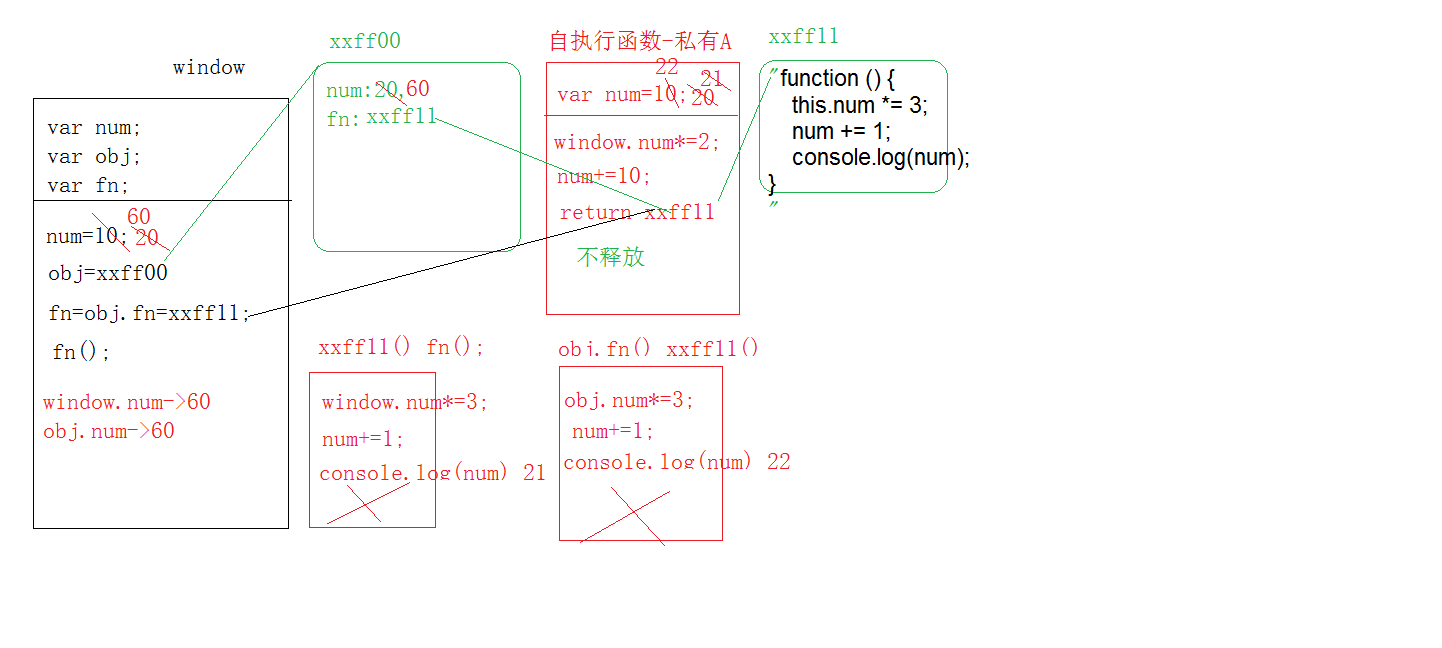 window
var num;
var obj;
var fn;
60
num=10; 20
obj=xxff00
fn=obj.fn=xxff11;
fn();
window.num->60
obj.num->60
xxff00
num:20,60
fn: xxff11
自执行函数-私有A
22
21
var num=10; 20
window.num*=2;
num+=10;
return xxff11
不释放
xxff11
"function () {
this.num *= 3;
num += 1;
console.log(num);
}
"
xxff11() fn();
window.num*=3;
num+=1;
console.log(num) 21
obj.fn() xxff11()
obj.num*=3;
num+=1;
console.log(num) 22